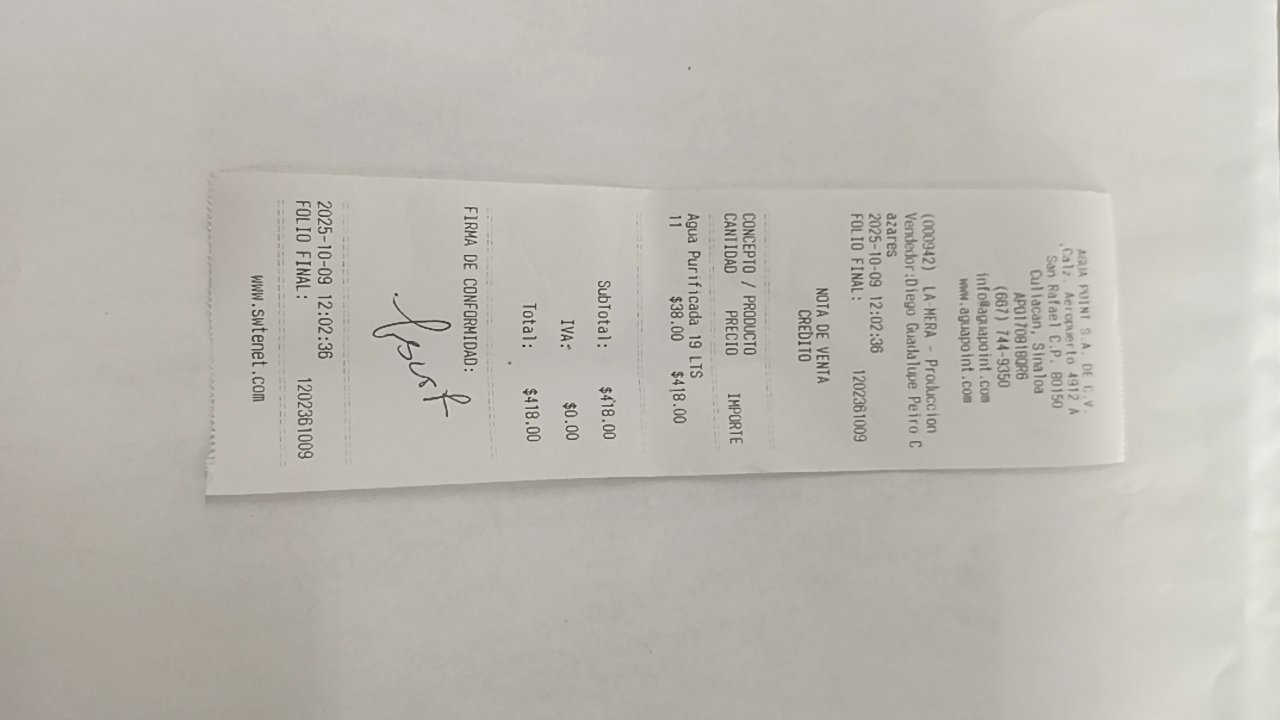 AGUA POINT S.A. DE C.V.
Calz. Aeropuerto 4912 A
San Rafael C.P. 80150
Culiacan, Sinaloa
APO170818QR6
(667) 744-9350
info@aguapoint.com
www.aguapoint.com
(000942) LA MERA - Produccion
Vendedor:Diego Guadalupe Peiro C
azares
2025-10-09 12:02:36
FOLIO FINAL: 1202361009
NOTA DE VENTA
CREDITO
CONCEPTO / PRODUCTO
CANTIDAD PRECIO IMPORTE
Agua Purificada 19 LTS
11 $38.00 $418.00
SubTotal: $418.00
IVA: $0.00
Total: $418.00
FIRMA DE CONFORMIDAD:
2025-10-09 12:02:36
FOLIO FINAL: 1202361009
www.swtenet.com